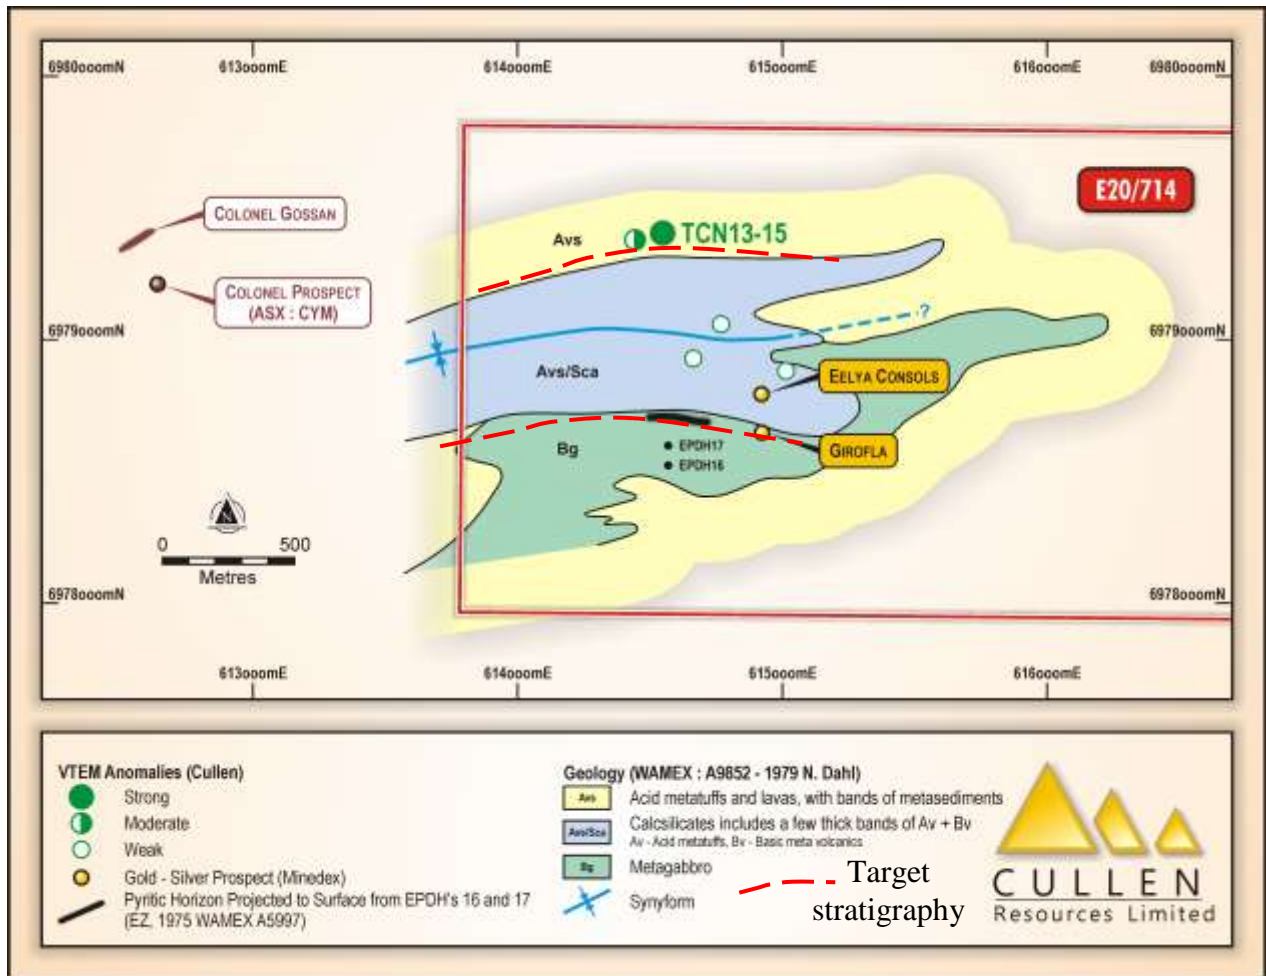 6980000mN
613000mE
614000mE
615000mE
616000mE
6980000mN
E20/714
COLONEL GOSSAN
Avs
TCN13-15
COLONEL PROSPECT
(ASX : CYM)
6979000mN
?
6979000mN
Avs/Sca
EELYA CONSOLS
Bg
EPDH17
EPDH16
GIROFLA
N
0 500
Metres
6978000mN
6978000mN
613000mE
614000mE
615000mE
616000mE
VTEM Anomalies (Cullen)
Strong
Moderate
Weak
Gold - Silver Prospect (Minedex)
Pyritic Horizon Projected to Surface from EPDH's 16 and 17
(EZ, 1975 WAMEX A5997)
Geology (WAMEX : A9852 - 1979 N. Dahl)
Avs Acid metatuffs and lavas, with bands of metasediments
Avs/Sca Calcsilicates includes a few thick bands of Av + Bv
Av - Acid metatuffs, Bv - Basic meta volcanics
Bg Metagabbro
Synyform
Target
stratigraphy
CULLEN
Resources Limited